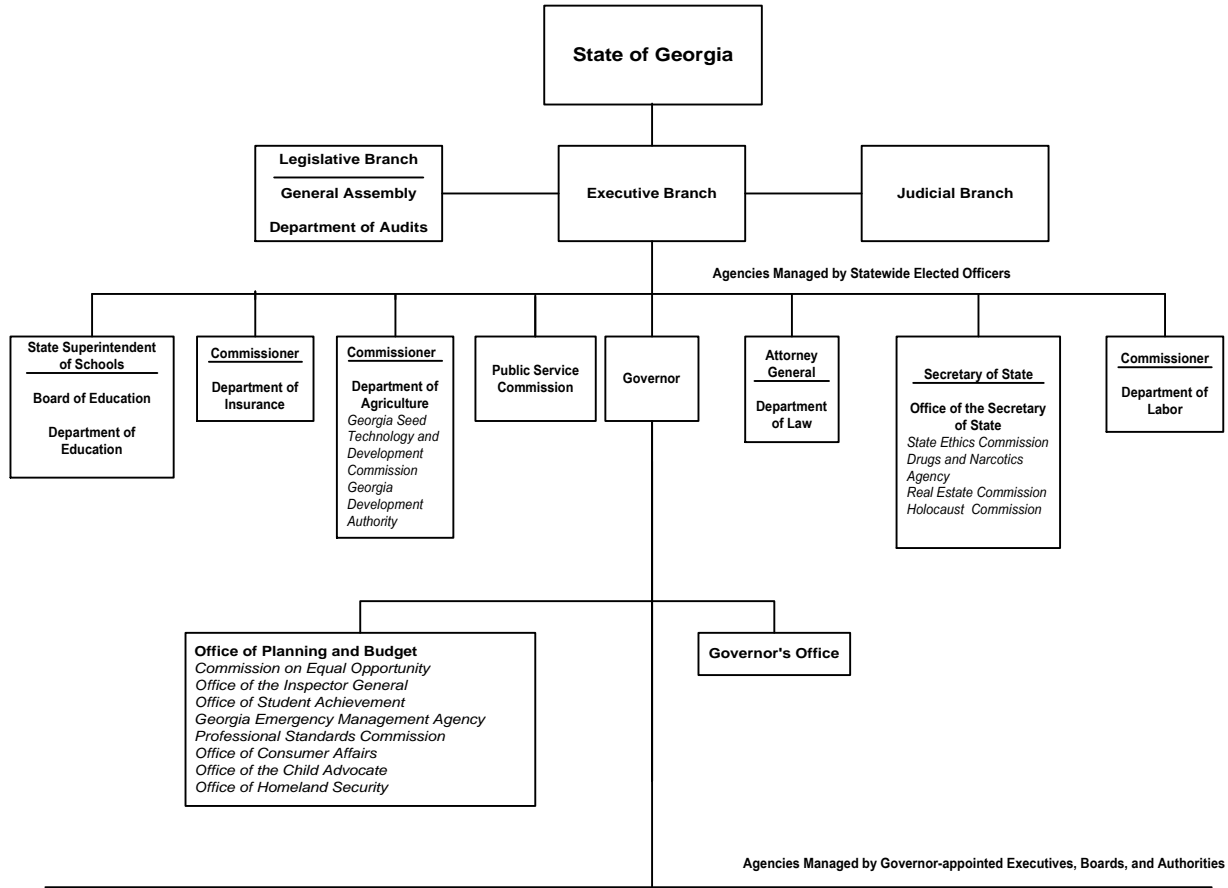 State of Georgia
Legislative Branch
General Assembly
Department of Audits
Executive Branch
Judicial Branch
Agencies Managed by Statewide Elected Officers
State Superintendent
of Schools
Board of Education
Department of
Education
Commissioner
Department of
Insurance
Commissioner
Department of
Agriculture
Georgia Seed
Technology and
Development
Commission
Georgia
Development
Authority
Public Service
Commission
Governor
Attorney
General
Department
of Law
Secretary of State
Office of the Secretary
of State
State Ethics Commission
Drugs and Narcotics
Agency
Real Estate Commission
Holocaust Commission
Commissioner
Department of
Labor
Office of Planning and Budget
Commission on Equal Opportunity
Office of the Inspector General
Office of Student Achievement
Georgia Emergency Management Agency
Professional Standards Commission
Office of Consumer Affairs
Office of the Child Advocate
Office of Homeland Security
Governor's Office
Agencies Managed by Governor-appointed Executives, Boards, and Authorities